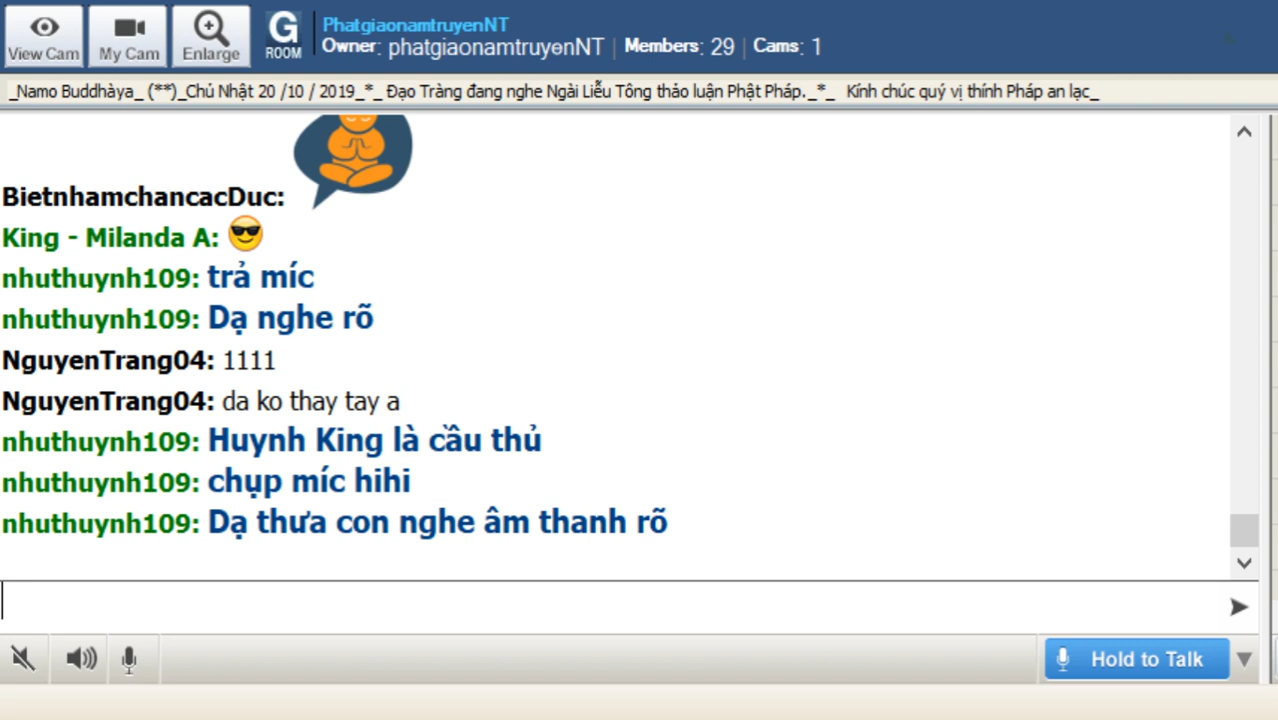 View Cam
My Cam
Enlarge
G
ROOM
PhatgiaonamtruyenNT
Owner: phatgiaonamtruyenNT | Members: 29 | Cams: 1
_Namo Buddhàya_ (**)_Chủ Nhật 20 /10 / 2019_*_ Đạo Tràng đang nghe Ngài Liễu Tông thảo luận Phật Pháp._*_ Kính chúc quý vị thính Pháp an lạc_
BietnhamchancacDuc:
King - Milanda A:
nhuthuynh109: trả míc
nhuthuynh109: Dạ nghe rõ
NguyenTrang04: 1111
NguyenTrang04: da ko thay tay a
nhuthuynh109: Huynh King là cầu thủ
nhuthuynh109: chụp míc hihi
nhuthuynh109: Dạ thưa con nghe âm thanh rõ
Hold to Talk